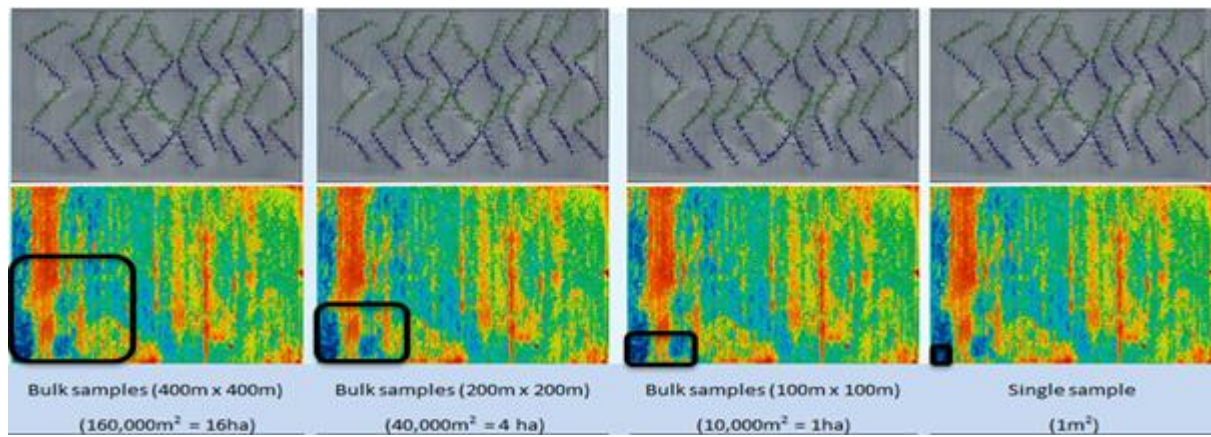 Bulk samples (400m x 400m)
(160,000m² = 16ha)
Bulk samples (200m x 200m)
(40,000m² = 4 ha)
Bulk samples (100m x 100m)
(10,000m² = 1ha)
Single sample
(1m²)